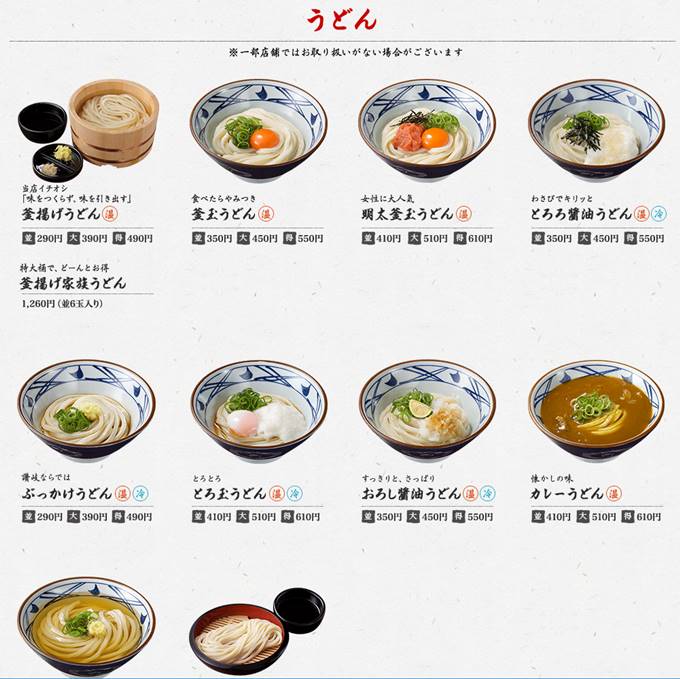 うどん
※一部店舗ではお取り扱いがない場合がございます
当店イチオシ
「味をつくらず、味を引き出す」
釜揚げうどん 温
並 290円 大 390円 得 490円
食べたらやみつき
釜玉うどん 温
並 350円 大 450円 得 550円
女性に大人気
明太釜玉うどん 温
並 410円 大 510円 得 610円
わさびでキリッと
とろろ醤油うどん 温 冷
並 350円 大 450円 得 550円
特大桶で、どーんとお得
釜揚げ家族うどん
1,260円（並6玉入り）
讃岐ならでは
ぶっかけうどん 温 冷
並 290円 大 390円 得 490円
とろとろ
とろ玉うどん 温 冷
並 410円 大 510円 得 610円
すっきりと、さっぱり
おろし醤油うどん 温 冷
並 350円 大 450円 得 550円
懐かしの味
カレーうどん 温
並 410円 大 510円 得 610円